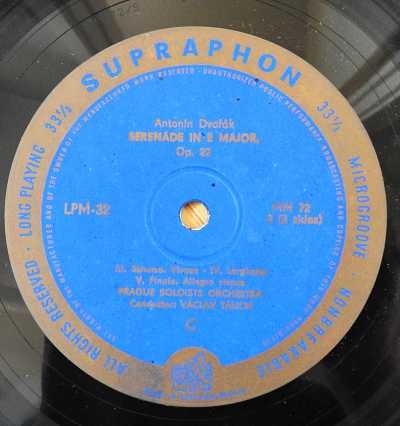 SUPRAPHON
ALL RIGHTS RESERVED · LONG PLAYING 33⅓
33⅓ MICROGROOVE · NONBREAKABLE
Antonín Dvořák
SERENADE IN E MAJOR,
Op. 22
LPM-32
72
III. Scherzo. Vivace - IV. Larghetto
V. Finale. Allegro vivace
PRAGUE SOLOISTS ORCHESTRA
Conductor: VÁCLAV TALICH
C